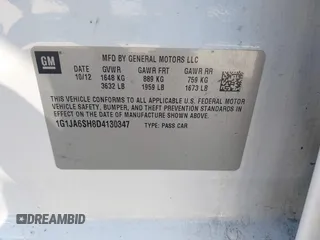 GM
MFD BY GENERAL MOTORS LLC
DATE GVWR GAWR FRT GAWR RR
10/12 1648 KG 889 KG 759 KG
3632 LB 1959 LB 1673 LB
THIS VEHICLE CONFORMS TO ALL APPLICABLE U.S. FEDERAL MOTOR
VEHICLE SAFETY, BUMPER, AND THEFT PREVENTION STANDARDS
IN EFFECT ON THE DATE OF MANUFACTURE SHOWN ABOVE.
1G1JA6SH8D4130347 TYPE: PASS CAR
DREAMBID